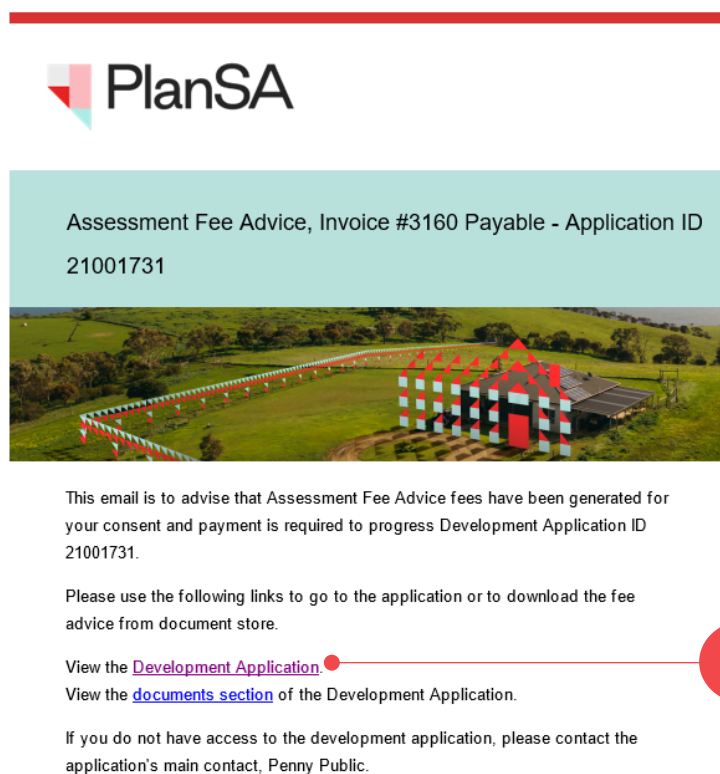 PlanSA
Assessment Fee Advice, Invoice #3160 Payable - Application ID
21001731
This email is to advise that Assessment Fee Advice fees have been generated for
your consent and payment is required to progress Development Application ID
21001731.
Please use the following links to go to the application or to download the fee
advice from document store.
View the Development Application.
View the documents section of the Development Application.
If you do not have access to the development application, please contact the
application's main contact, Penny Public.